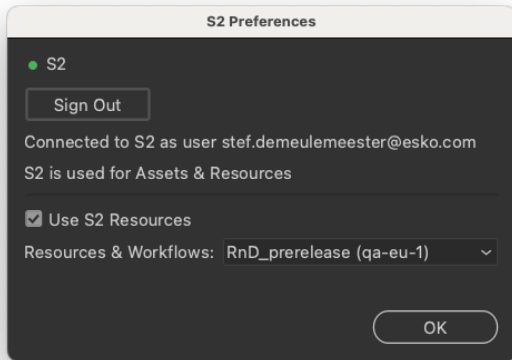 S2 Preferences
S2
Sign Out
Connected to S2 as user stef.demeulemeester@esko.com
S2 is used for Assets & Resources
Use S2 Resources
Resources & Workflows: RnD_prerelease (qa-eu-1)
OK